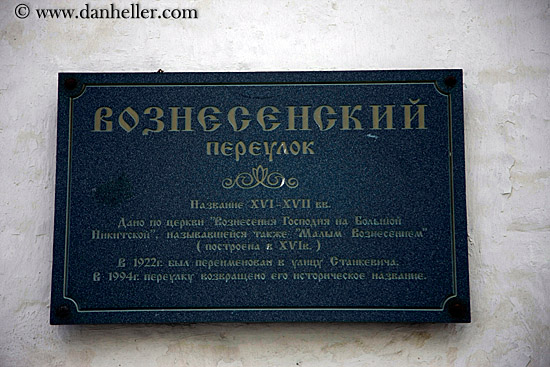 © www.danheller.com
ВОЗНЕСЕНСКИЙ
ПЕРЕУЛОК
Название XVI–XVII вв.
Дано по церкви "Вознесения Господня на Большой
Никитской", называвшейся также "Малым Вознесением".
(построена в XVIв.)
В 1922г. был переименован в улицу Станкевича.
В 1994г. переулку возвращено его историческое название.